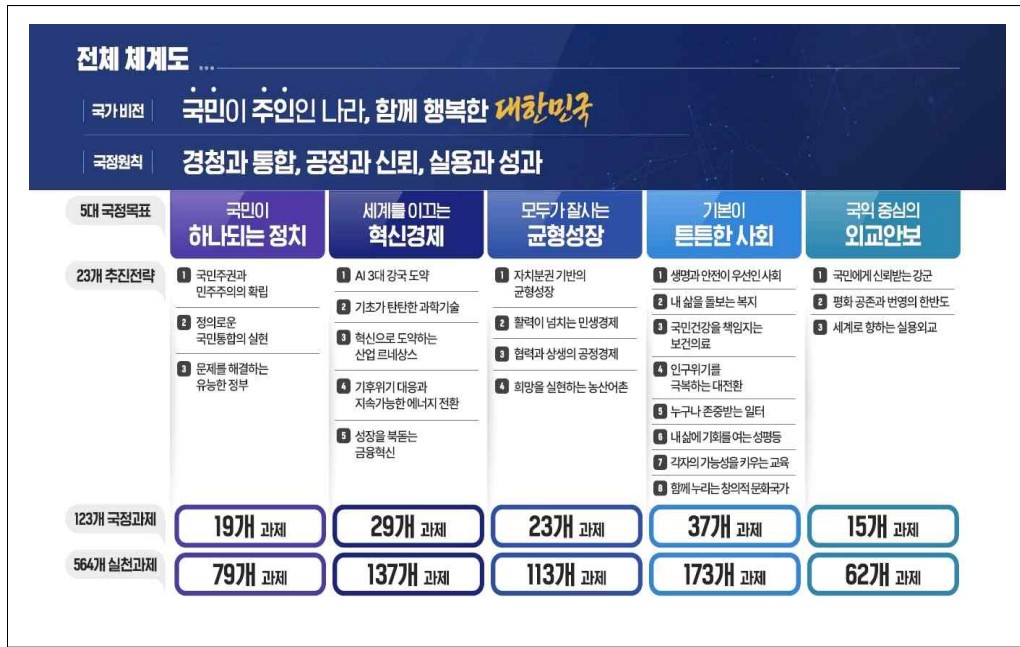 전체 체계도 ...
국가비전 국민이 주인인 나라, 함께 행복한 대한민국
국정원칙 경청과 통합, 공정과 신뢰, 실용과 성과
5대 국정목표
국민이
하나되는 정치
세계를 이끄는
혁신경제
모두가 잘사는
균형성장
기본이
튼튼한 사회
국익 중심의
외교안보
23개 추진전략
1 국민주권과
민주주의의 확립
2 정의로운
국민통합의 실현
3 문제를 해결하는
유능한 정부
1 AI 3대 강국 도약
2 기초가 탄탄한 과학기술
3 혁신으로 도약하는
산업 르네상스
4 기후위기 대응과
지속가능한 에너지 전환
5 성장을 북돋는
금융혁신
1 자치분권 기반의
균형성장
2 활력이 넘치는 민생경제
3 협력과 상생의 공정경제
4 희망을 실현하는 농산어촌
1 생명과 안전이 우선인 사회
2 내 삶을 돌보는 복지
3 국민건강을 책임지는
보건의료
4 인구위기를
극복하는 대전환
5 누구나 존중받는 일터
6 내 삶에 기회를 여는 성평등
7 각자의 가능성을 키우는 교육
8 함께 누리는 창의적 문화국가
1 국민에게 신뢰받는 강군
2 평화 공존과 번영의 한반도
3 세계로 향하는 실용외교
123개 국정과제
19개 과제
29개 과제
23개 과제
37개 과제
15개 과제
564개 실천과제
79개 과제
137개 과제
113개 과제
173개 과제
62개 과제